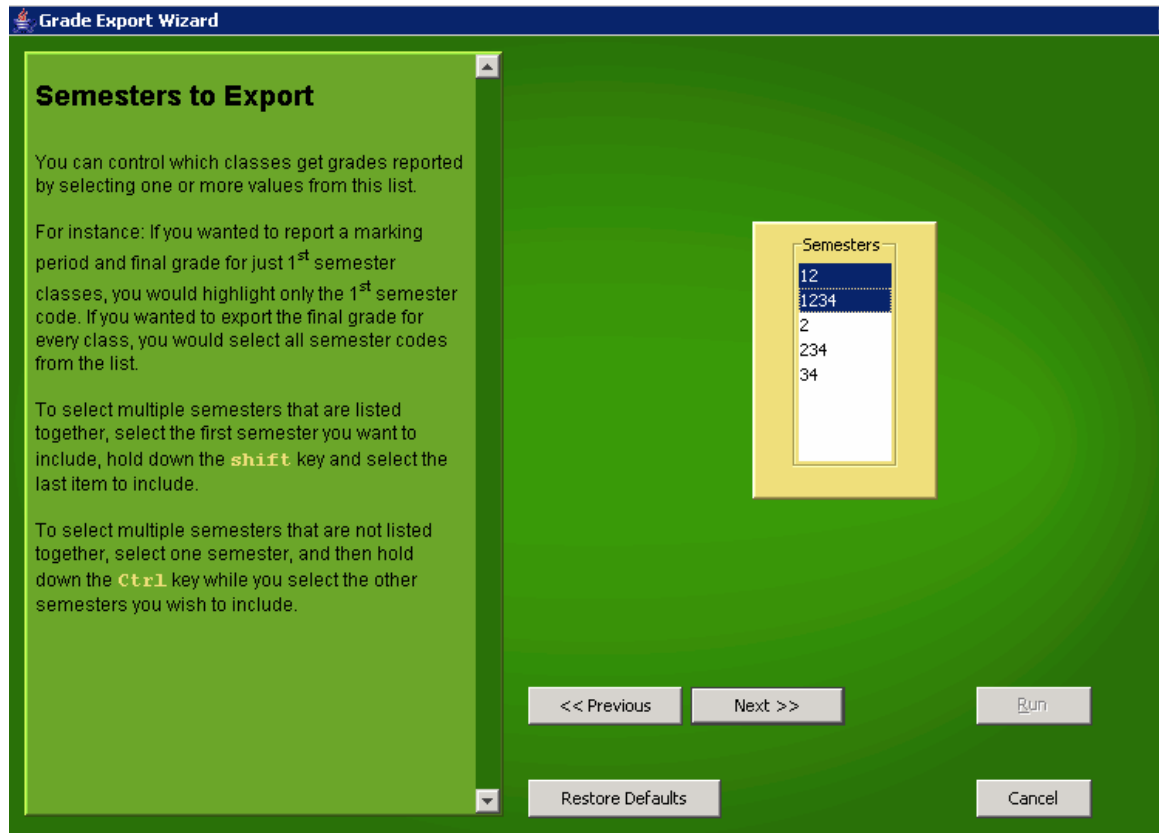 Grade Export Wizard
Semesters to Export
You can control which classes get grades reported
by selecting one or more values from this list.
For instance: If you wanted to report a marking
period and final grade for just 1st semester
classes, you would highlight only the 1st semester
code. If you wanted to export the final grade for
every class, you would select all semester codes
from the list.
To select multiple semesters that are listed
together, select the first semester you want to
include, hold down the shift key and select the
last item to include.
To select multiple semesters that are not listed
together, select one semester, and then hold
down the Ctrl key while you select the other
semesters you wish to include.
Semesters
12
1234
2
234
34
<< Previous
Next >>
Run
Restore Defaults
Cancel